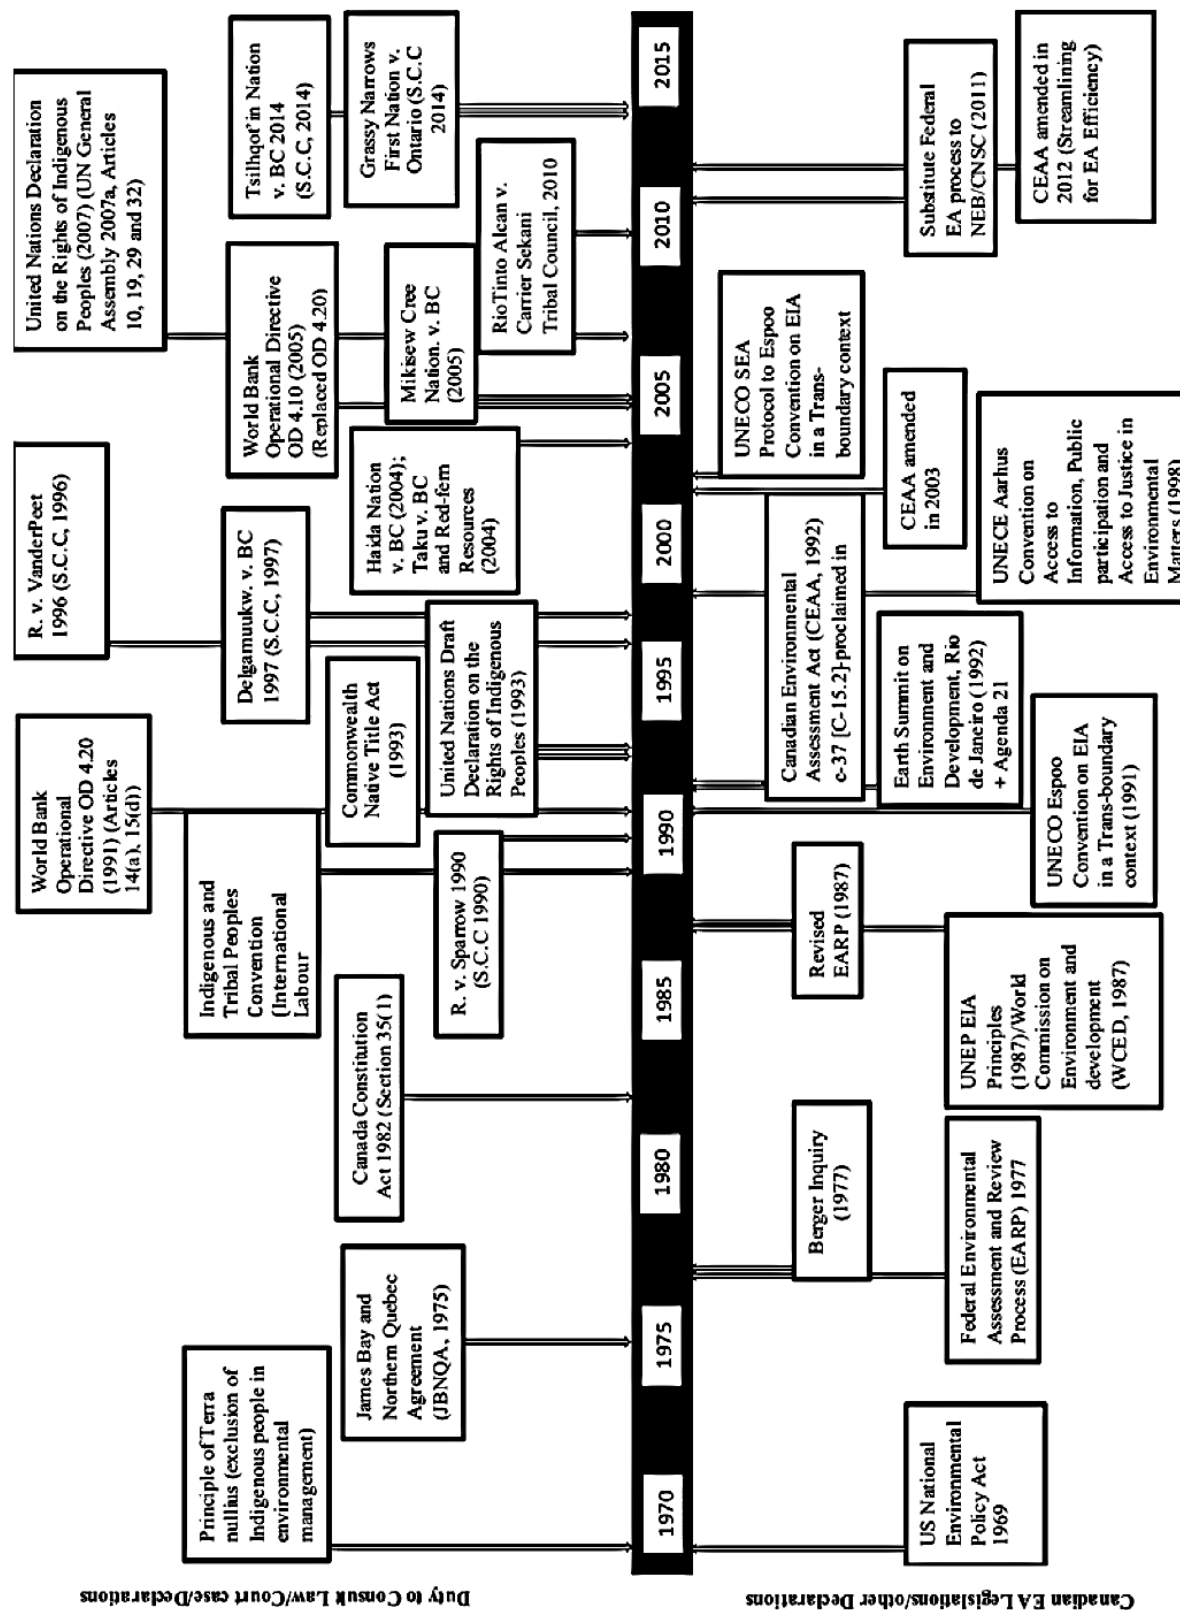 Duty to Consult Law/Court case/Declarations
Principle of Terra
nullius (exclusion of
Indigenous people in
environmental
management)
James Bay and
Northern Quebec
Agreement
(JBNQA, 1975)
Canada Constitution
Act 1982 (Section 35(1)
World Bank
Operational
Directive OD 4.20
(1991) (Articles
14(a), 15(d))
Indigenous and
Tribal Peoples
Convention
(International
Labour
R. v. Sparrow 1990
(S.C.C 1990)
Commonwealth
Native Title Act
(1993)
United Nations Draft
Declaration on the
Rights of Indigenous
Peoples (1993)
R. v. VanderPeet
1996 (S.C.C, 1996)
Delgamuukw. v. BC
1997 (S.C.C, 1997)
Haida Nation
v. BC (2004);
Taku v. BC
and Red-fern
Resources
(2004)
United Nations Declaration
on the Rights of Indigenous
Peoples (2007) (UN General
Assembly 2007a, Articles
10, 19, 29 and 32)
World Bank
Operational Directive
OD 4.10 (2005)
(Replaced OD 4.20)
Mikisew Cree
Nation. v. BC
(2005)
RioTinto Alcan v.
Carrier Sekani
Tribal Council, 2010
Tsilhqot'in Nation
v. BC 2014
(S.C.C, 2014)
Grassy Narrows
First Nation v.
Ontario (S.C.C
2014)
1970
1975
1980
1985
1990
1995
2000
2005
2010
2015
Canadian EA Legislations/other Declarations
US National
Environmental
Policy Act
1969
Berger Inquiry
(1977)
Federal Environmental
Assessment and Review
Process (EARP) 1977
Revised
EARP (1987)
UNEP EIA
Principles
(1987)/World
Commission on
Environment and
development
(WCED, 1987)
Canadian Environmental
Assessment Act (CEAA, 1992)
c-37 [C-15.2]-proclaimed in
Earth Summit on
Environment and
Development, Rio
de Janeiro (1992)
+ Agenda 21
UNECO Espoo
Convention on EIA
in a Trans-boundary
context (1991)
UNECO SEA
Protocol to Espoo
Convention on EIA
in a Trans-
boundary context
CEAA amended
in 2003
UNECE Aarhus
Convention on
Access to
Information, Public
participation and
Access to Justice in
Environmental
Matters (1998)
Substitute Federal
EA process to
NEB/CNSC (2011)
CEAA amended in
2012 (Streamlining
for EA Efficiency)